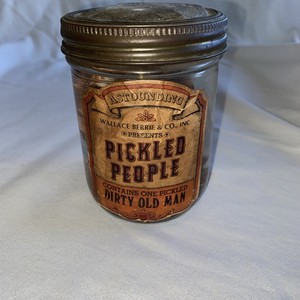 ASTOUNDING
WALLACE BERRIE & CO., INC.
PRESENTS
PICKLED
PEOPLE
CONTAINS ONE PICKLED
DIRTY OLD MAN